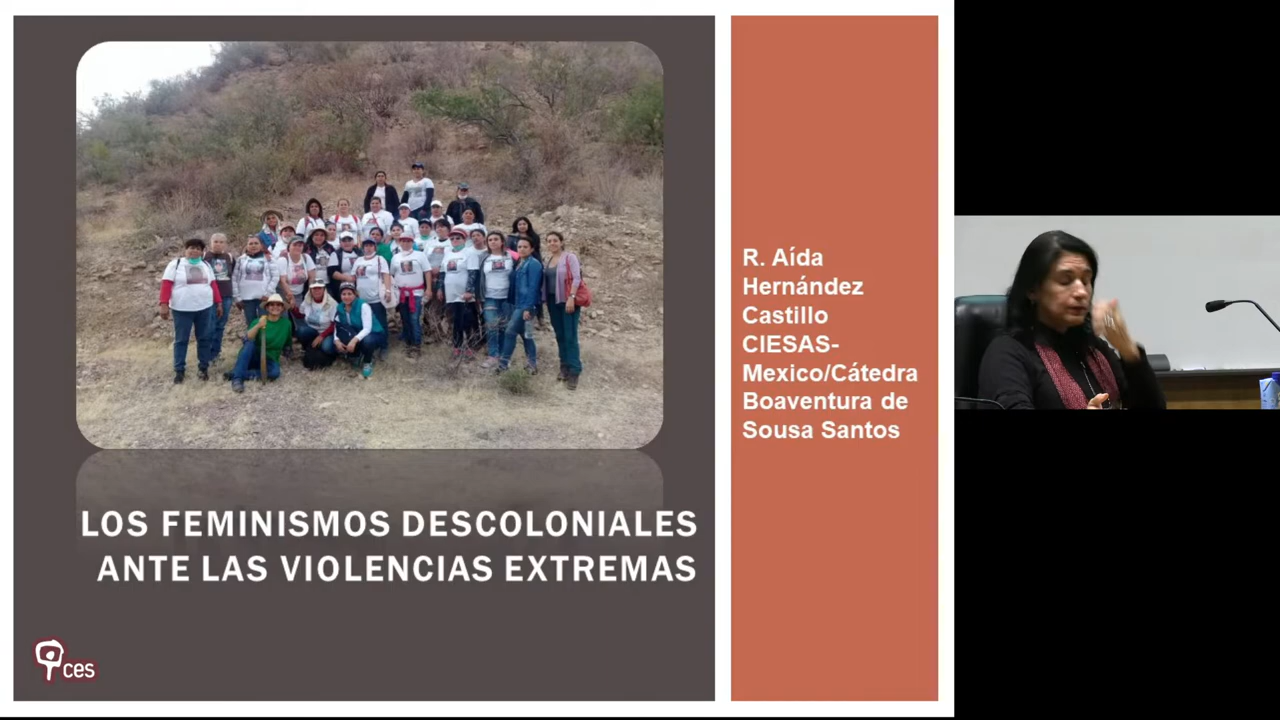 R. Aída
Hernández
Castillo
CIESAS-
Mexico/Cátedra
Boaventura de
Sousa Santos
LOS FEMINISMOS DESCOLONIALES
ANTE LAS VIOLENCIAS EXTREMAS
ces